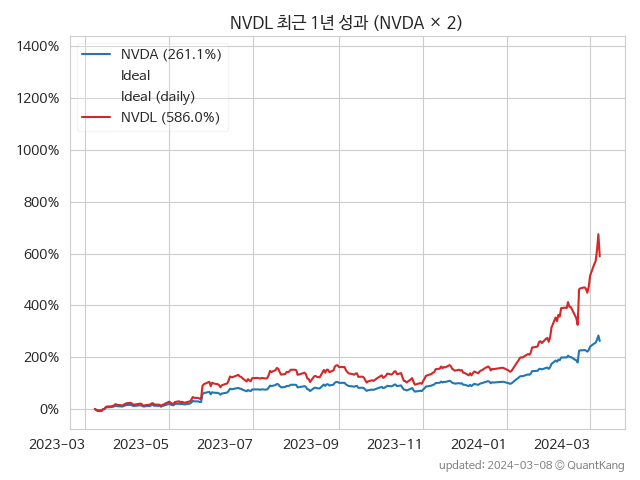 NVDL 최근 1년 성과 (NVDA × 2)
1400%
1200%
1000%
800%
600%
400%
200%
0%
NVDA (261.1%)
Ideal
Ideal (daily)
NVDL (586.0%)
2023-03 2023-05 2023-07 2023-09 2023-11 2024-01 2024-03
updated: 2024-03-08 © QuantKang